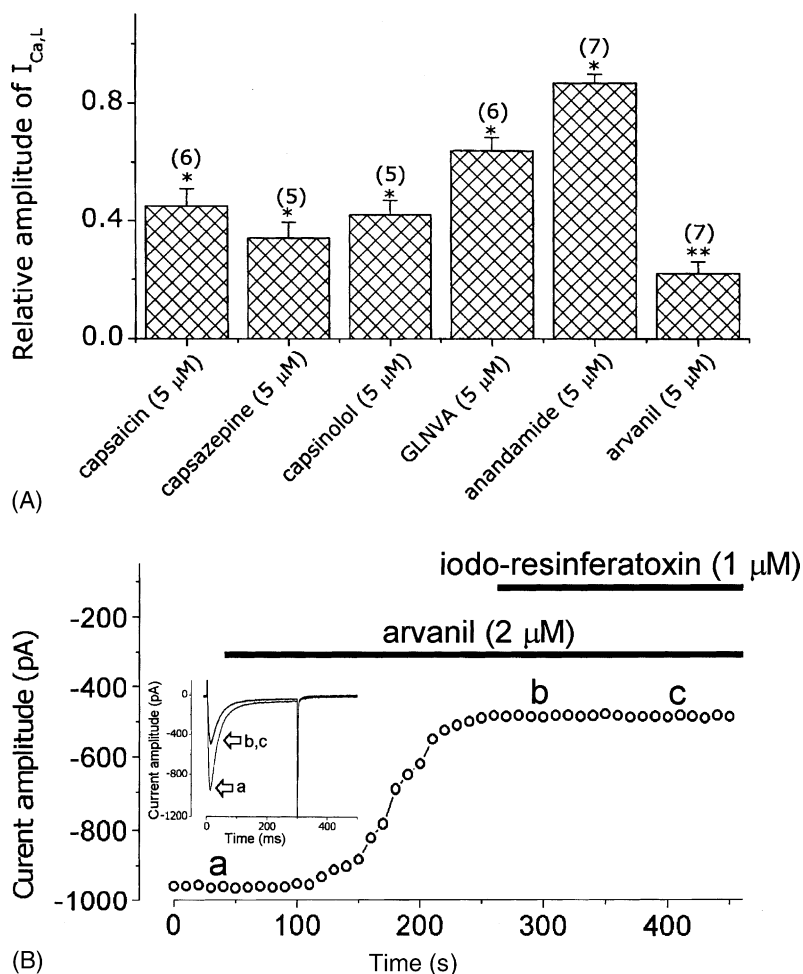 Relative amplitude of I Ca,L
0.8
0.4
0.0
(6)
*
(5)
*
(5)
*
(6)
*
(7)
*
(7)
**
capsaicin (5 µM)
capsazepine (5 µM)
capsinolol (5 µM)
GLNVA (5 µM)
anandamide (5 µM)
arvanil (5 µM)
(A)
iodo-resinferatoxin (1 µM)
arvanil (2 µM)
Curent amplitude (pA)
-200
-400
-500
-800
-1000
a
b
c
Current amplitude (pA)
0
-400
-800
-1200
b,c
a
0
200
400
Time (ms)
0
100
200
300
400
Time (s)
(B)